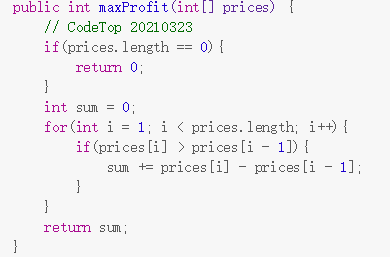 public int maxProfit(int[] prices) {
    // CodeTop 20210323
    if(prices.length == 0){
        return 0;
    }
    int sum = 0;
    for(int i = 1; i < prices.length; i++){
        if(prices[i] > prices[i - 1]){
            sum += prices[i] - prices[i - 1];
        }
    }
    return sum;
}